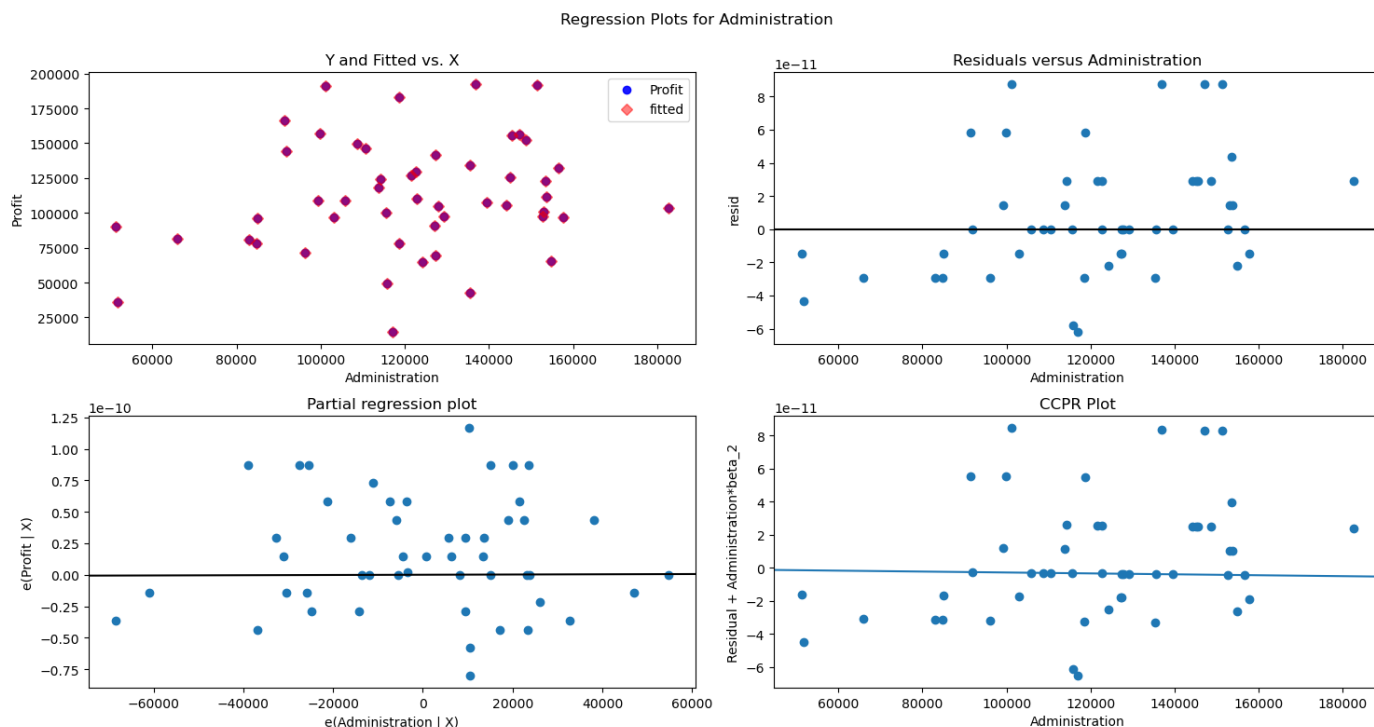 Regression Plots for Administration
Y and Fitted vs. X
200000
175000
150000
125000
100000
75000
50000
25000
Profit
Profit
fitted
60000 80000 100000 120000 140000 160000 180000
Administration
Residuals versus Administration
1e−11
8
6
4
2
0
−2
−4
−6
resid
60000 80000 100000 120000 140000 160000 180000
Administration
Partial regression plot
1e−10
1.25
1.00
0.75
0.50
0.25
0.00
−0.25
−0.50
−0.75
e(Profit | X)
−60000 −40000 −20000 0 20000 40000 60000
e(Administration | X)
CCPR Plot
1e−11
8
6
4
2
0
−2
−4
−6
Residual + Administration*beta_2
60000 80000 100000 120000 140000 160000 180000
Administration